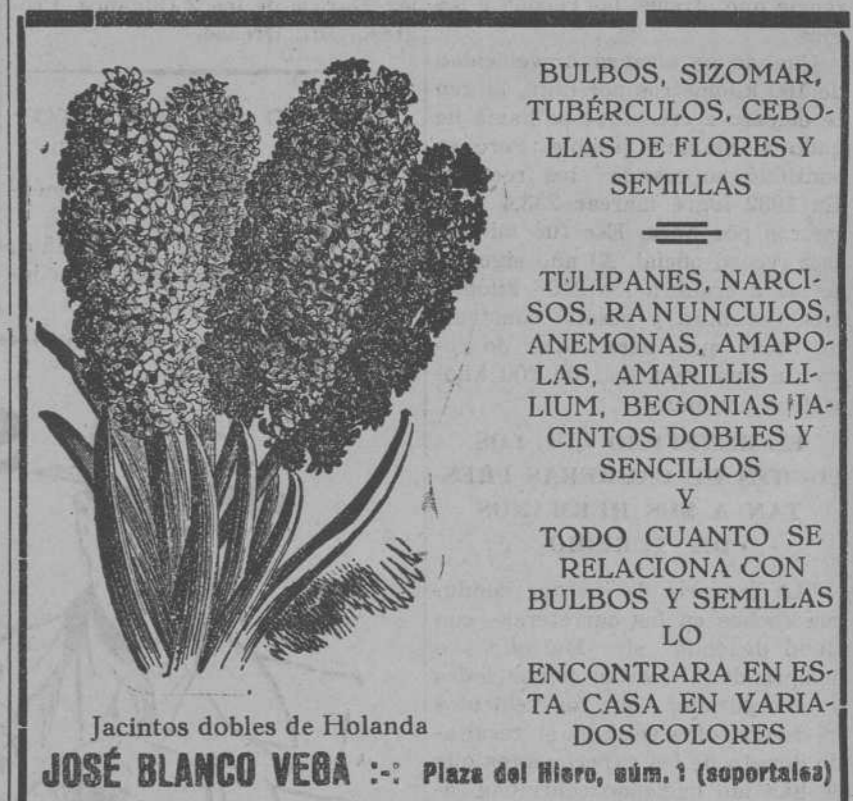 BULBOS, SIZOMAR,
TUBÉRCULOS, CEBO-
LLAS DE FLORES Y
SEMILLAS
TULIPANES, NARCI-
SOS, RANUNCULOS,
ANEMONAS, AMAPO-
LAS, AMARILLIS LI-
LIUM, BEGONIAS JA-
CINTOS DOBLES Y
SENCILLOS
Y
TODO CUANTO SE
RELACIONA CON
BULBOS Y SEMILLAS
LO
ENCONTRARA EN ES-
TA CASA EN VARIA-
DOS COLORES
Jacintos dobles de Holanda
JOSÉ BLANCO VEGA :-: Plaza del Hiero, núm. 1 (soportales)